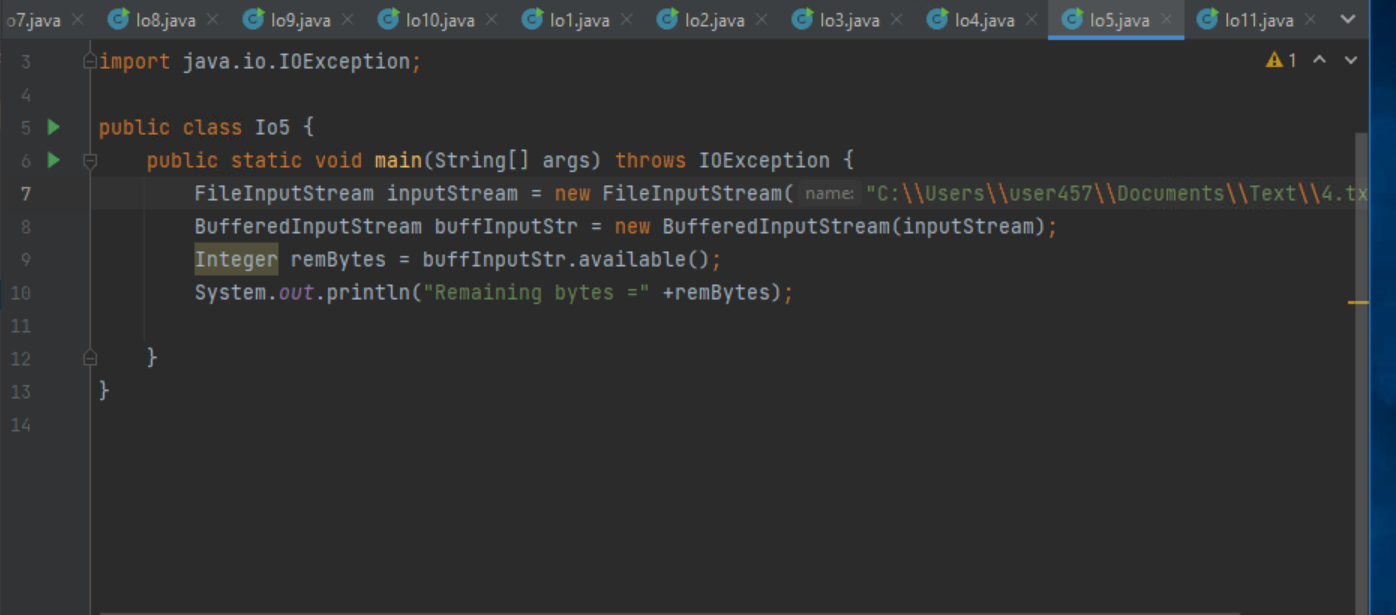 o7.java Io8.java Io9.java Io10.java Io1.java Io2.java Io3.java Io4.java Io5.java Io11.java
3 import java.io.IOException;
1
4
5 public class Io5 {
6 public static void main(String[] args) throws IOException {
7 FileInputStream inputStream = new FileInputStream( name: "C:\\Users\\user457\\Documents\\Text\\4.tx
8 BufferedInputStream buffInputStr = new BufferedInputStream(inputStream);
9 Integer remBytes = buffInputStr.available();
10 System.out.println("Remaining bytes =" +remBytes);
11
12 }
13 }
14